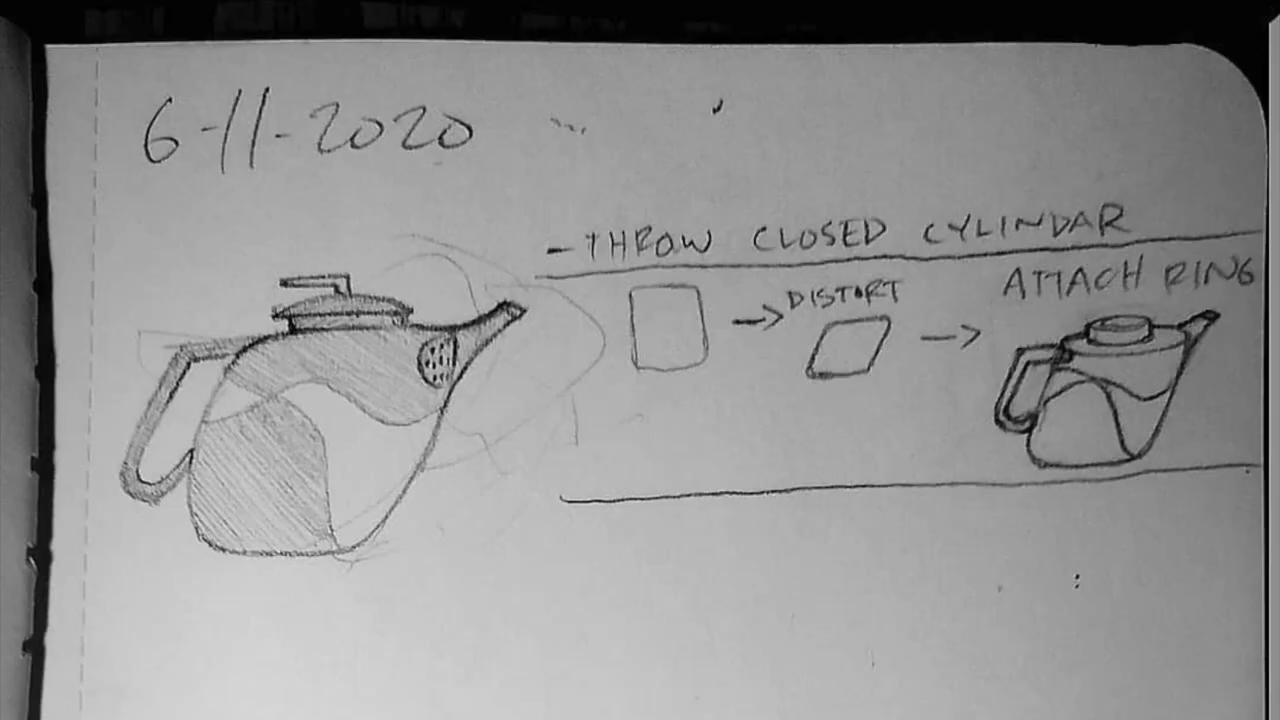 6-11-2020
- THROW CLOSED CYLINDAR
→ DISTORT → ATTACH RING